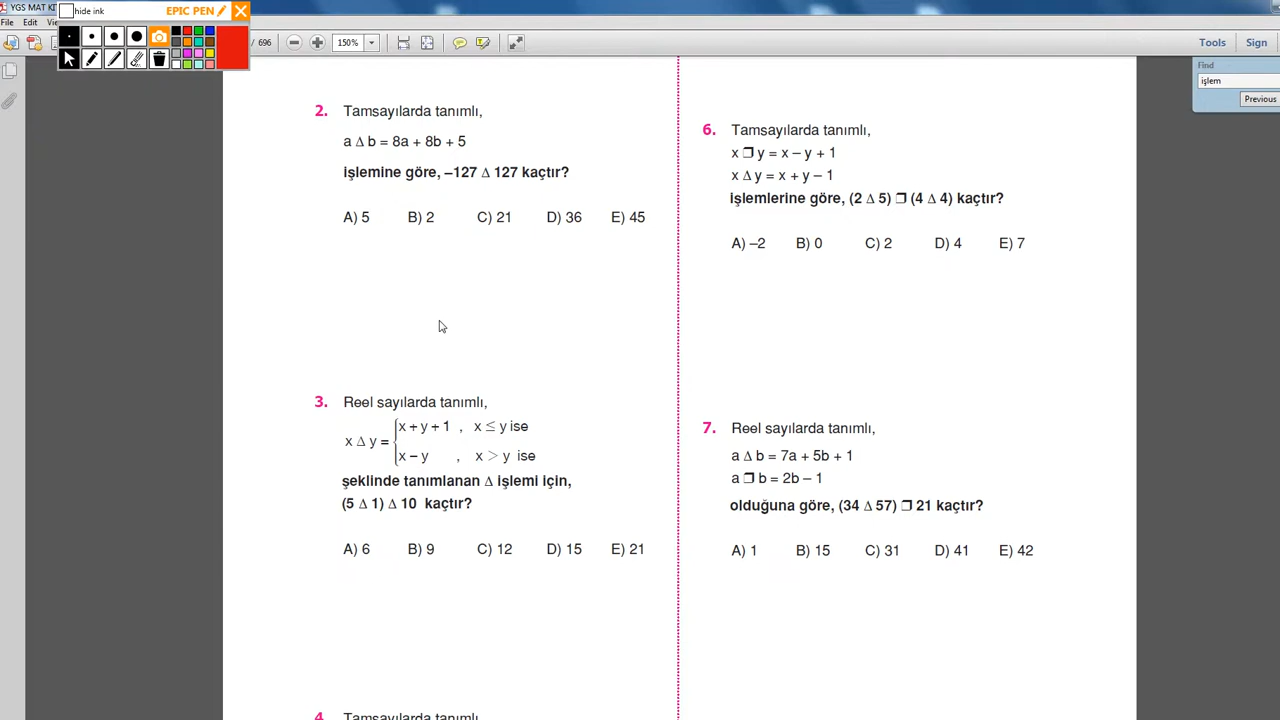 YGS MAT KI
hide ink
EPIC PEN
File Edit
/ 696
150%
Tools
Sign
Find
işlem
Previous
2. Tamsayılarda tanımlı,
a Δ b = 8a + 8b + 5
işlemine göre, –127 Δ 127 kaçtır?
A) 5 B) 2 C) 21 D) 36 E) 45
3. Reel sayılarda tanımlı,
x Δ y = { x + y + 1 , x ≤ y ise
x – y , x > y ise
şeklinde tanımlanan Δ işlemi için,
(5 Δ 1) Δ 10 kaçtır?
A) 6 B) 9 C) 12 D) 15 E) 21
4. Tamsayılarda tanımlı,
6. Tamsayılarda tanımlı,
x ❒ y = x – y + 1
x Δ y = x + y – 1
işlemlerine göre, (2 Δ 5) ❒ (4 Δ 4) kaçtır?
A) –2 B) 0 C) 2 D) 4 E) 7
7. Reel sayılarda tanımlı,
a Δ b = 7a + 5b + 1
a ❒ b = 2b – 1
olduğuna göre, (34 Δ 57) ❒ 21 kaçtır?
A) 1 B) 15 C) 31 D) 41 E) 42